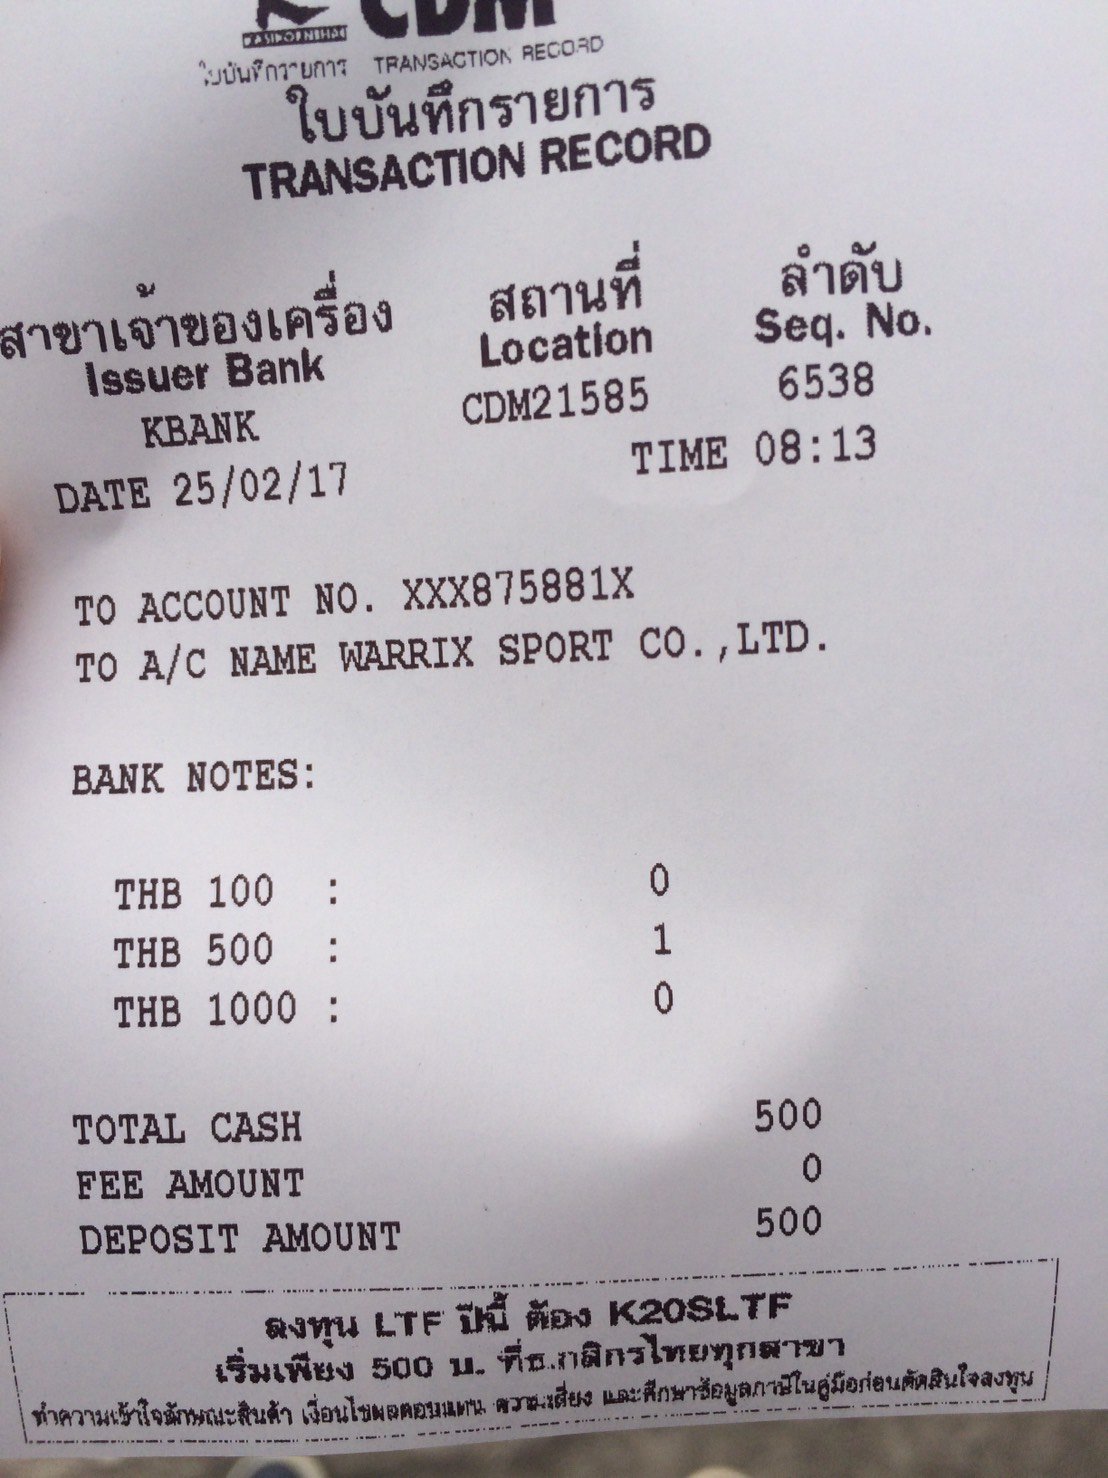 KASIKORNTHAI CDM
ใบบันทึกรายการ TRANSACTION RECORD
ใบบันทึกรายการ
TRANSACTION RECORD
สาขาเจ้าของเครื่อง สถานที่ ลำดับ
Issuer Bank Location Seq. No.
KBANK CDM21585 6538
DATE 25/02/17 TIME 08:13
TO ACCOUNT NO. XXX875881X
TO A/C NAME WARRIX SPORT CO.,LTD.
BANK NOTES:
THB 100 : 0
THB 500 : 1
THB 1000 : 0
TOTAL CASH 500
FEE AMOUNT 0
DEPOSIT AMOUNT 500
ลงทุน LTF ปีนี้ ต้อง K20SLTF
เริ่มเพียง 500 บ. ที่ธ.กสิกรไทยทุกสาขา
ทำความเข้าใจลักษณะสินค้า เงื่อนไขผลตอบแทน ความเสี่ยง และศึกษาข้อมูลภาษีในคู่มือก่อนตัดสินใจลงทุน